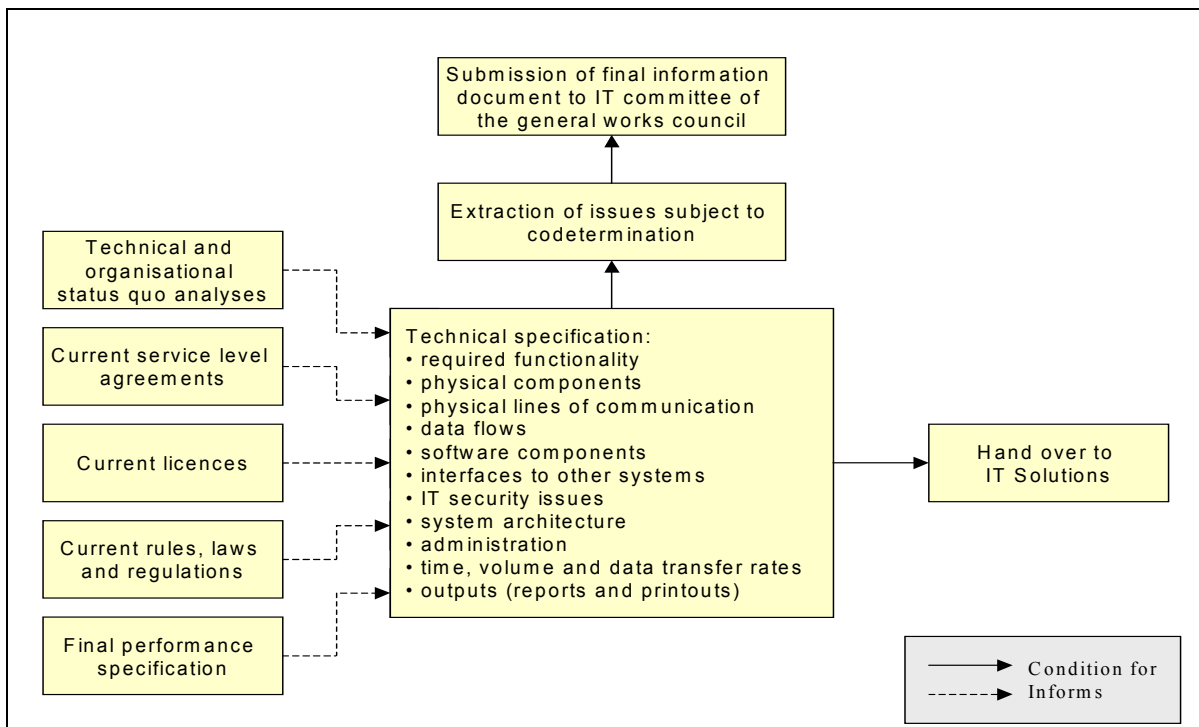 Submission of final information
document to IT committee of
the general works council
Extraction of issues subject to
codetermination
Technical and
organisational
status quo analyses
Current service level
agreements
Current licences
Current rules, laws
and regulations
Final performance
specification
Technical specification:
• required functionality
• physical components
• physical lines of communication
• data flows
• software components
• interfaces to other systems
• IT security issues
• system architecture
• administration
• time, volume and data transfer rates
• outputs (reports and printouts)
Hand over to
IT Solutions
Condition for
Informs